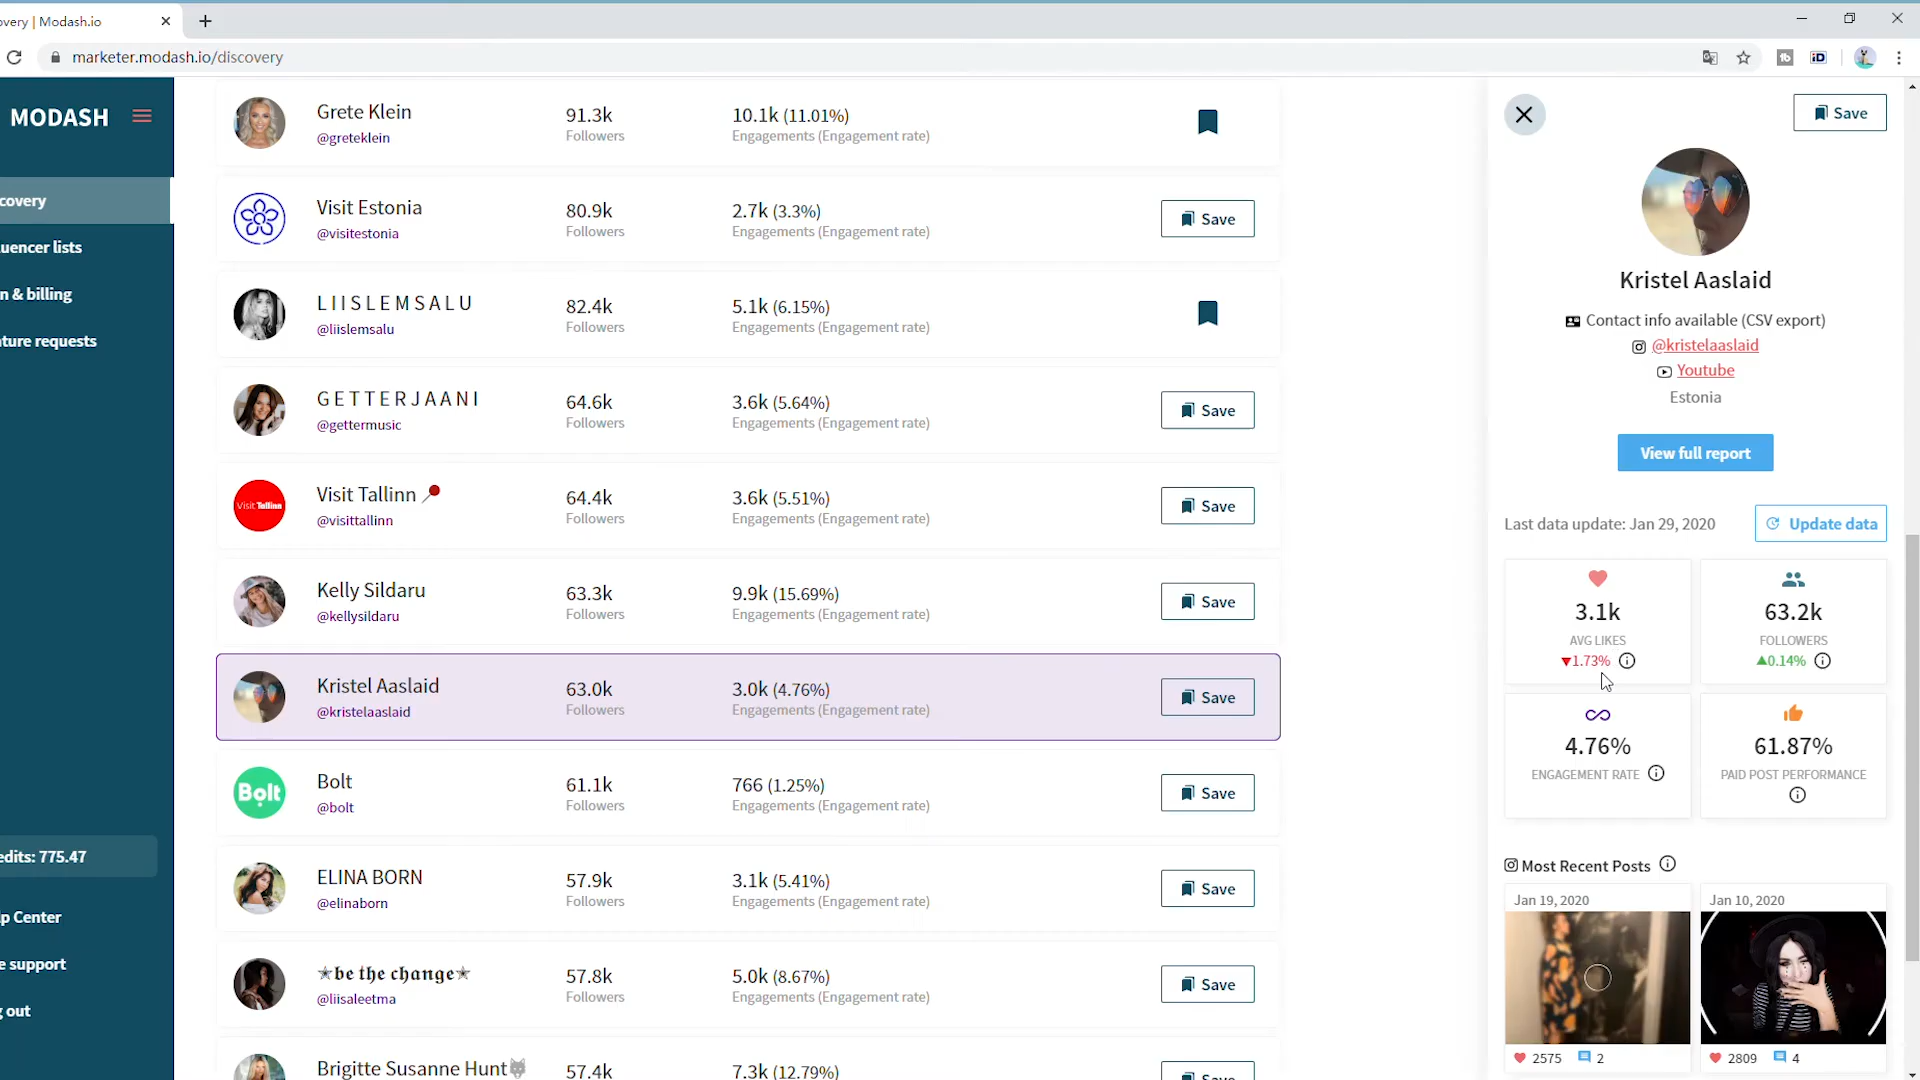 overy | Modash.io
marketer.modash.io/discovery
MODASH
covery
uencer lists
n & billing
ture requests
edits: 775.47
lp Center
e support
g out
Grete Klein
@greteklein
91.3k
Followers
10.1k (11.01%)
Engagements (Engagement rate)
Visit Estonia
@visitestonia
80.9k
Followers
2.7k (3.3%)
Engagements (Engagement rate)
Save
L I I S L E M S A L U
@liislemsalu
82.4k
Followers
5.1k (6.15%)
Engagements (Engagement rate)
G E T T E R J A A N I
@gettermusic
64.6k
Followers
3.6k (5.64%)
Engagements (Engagement rate)
Save
Visit Tallinn
Visit Tallinn
@visittallinn
64.4k
Followers
3.6k (5.51%)
Engagements (Engagement rate)
Save
Kelly Sildaru
@kellysildaru
63.3k
Followers
9.9k (15.69%)
Engagements (Engagement rate)
Save
Kristel Aaslaid
@kristelaaslaid
63.0k
Followers
3.0k (4.76%)
Engagements (Engagement rate)
Save
Bolt
Bolt
@bolt
61.1k
Followers
766 (1.25%)
Engagements (Engagement rate)
Save
ELINA BORN
@elinaborn
57.9k
Followers
3.1k (5.41%)
Engagements (Engagement rate)
Save
✭𝖇𝖊 𝖙𝖍𝖊 𝖈𝖍𝖆𝖓𝖌𝖊✭
@liisaleetma
57.8k
Followers
5.0k (8.67%)
Engagements (Engagement rate)
Save
Brigitte Susanne Hunt🐺
57.4k
7.3k (12.79%)
Save
Save
Kristel Aaslaid
Contact info available (CSV export)
@kristelaaslaid
Youtube
Estonia
View full report
Last data update: Jan 29, 2020
Update data
3.1k
AVG LIKES
▼1.73%
63.2k
FOLLOWERS
▲0.14%
4.76%
ENGAGEMENT RATE
61.87%
PAID POST PERFORMANCE
Most Recent Posts
Jan 19, 2020
2575 2
Jan 10, 2020
2809 4